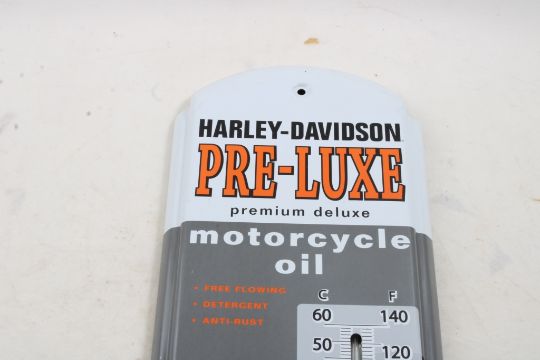 HARLEY-DAVIDSON
PRE-LUXE
premium deluxe
motorcycle
oil
• FREE FLOWING
• DETERGENT
• ANTI-RUST
C F
60 140
50 120